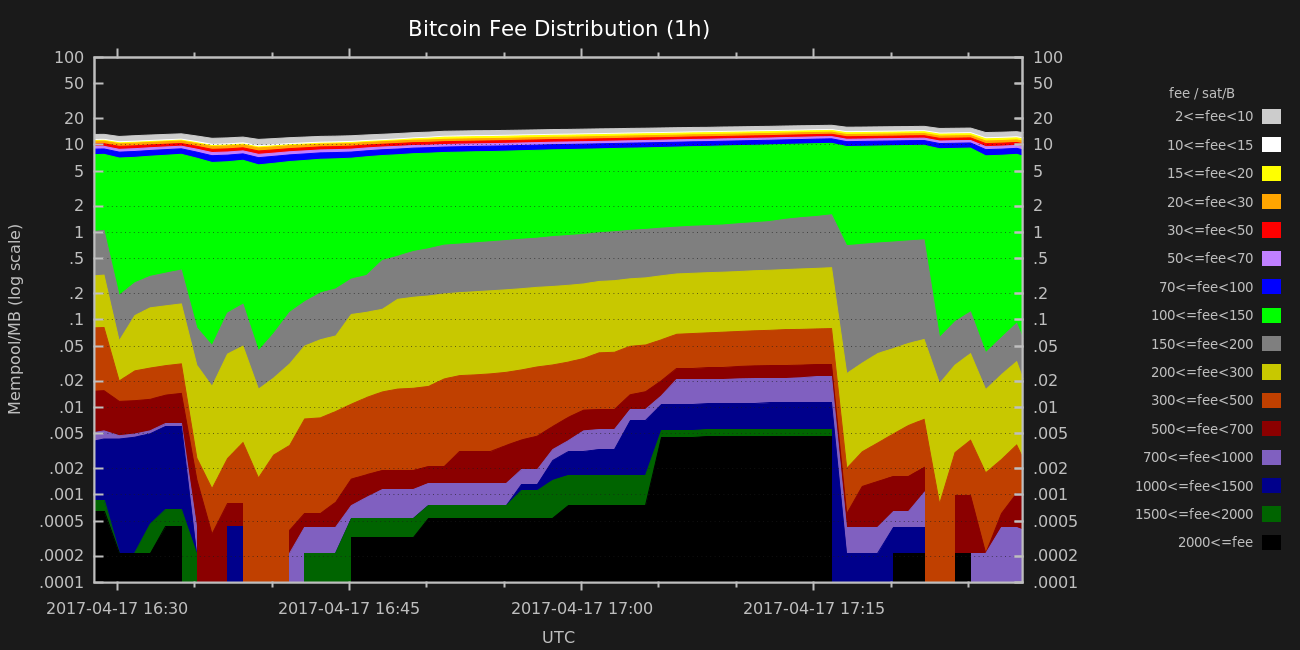 Bitcoin Fee Distribution (1h)
100
50
20
10
5
2
1
.5
.2
.1
.05
.02
.01
.005
.002
.001
.0005
.0002
.0001
Mempool/MB (log scale)
100
50
20
10
5
2
1
.5
.2
.1
.05
.02
.01
.005
.002
.001
.0005
.0002
.0001
2017-04-17 16:30
2017-04-17 16:45
2017-04-17 17:00
2017-04-17 17:15
UTC
fee / sat/B
2<=fee<10
10<=fee<15
15<=fee<20
20<=fee<30
30<=fee<50
50<=fee<70
70<=fee<100
100<=fee<150
150<=fee<200
200<=fee<300
300<=fee<500
500<=fee<700
700<=fee<1000
1000<=fee<1500
1500<=fee<2000
2000<=fee